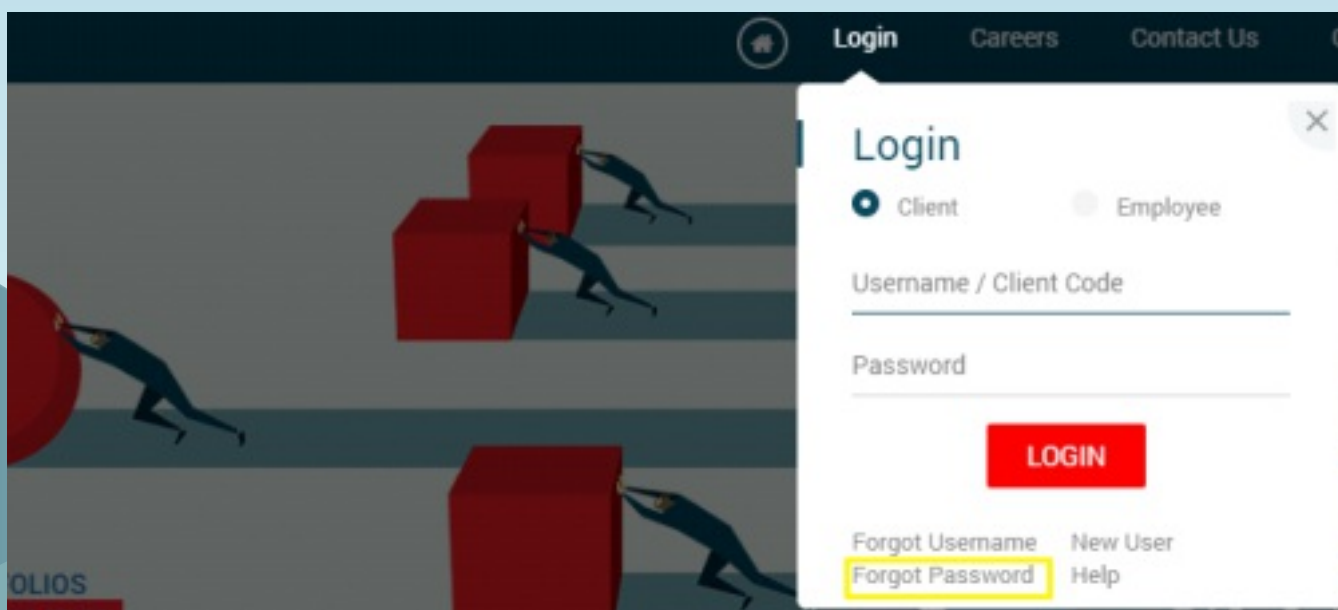 Login Careers Contact Us
Login
Client Employee
Username / Client Code
Password
LOGIN
Forgot Username New User
Forgot Password Help
OLIOS